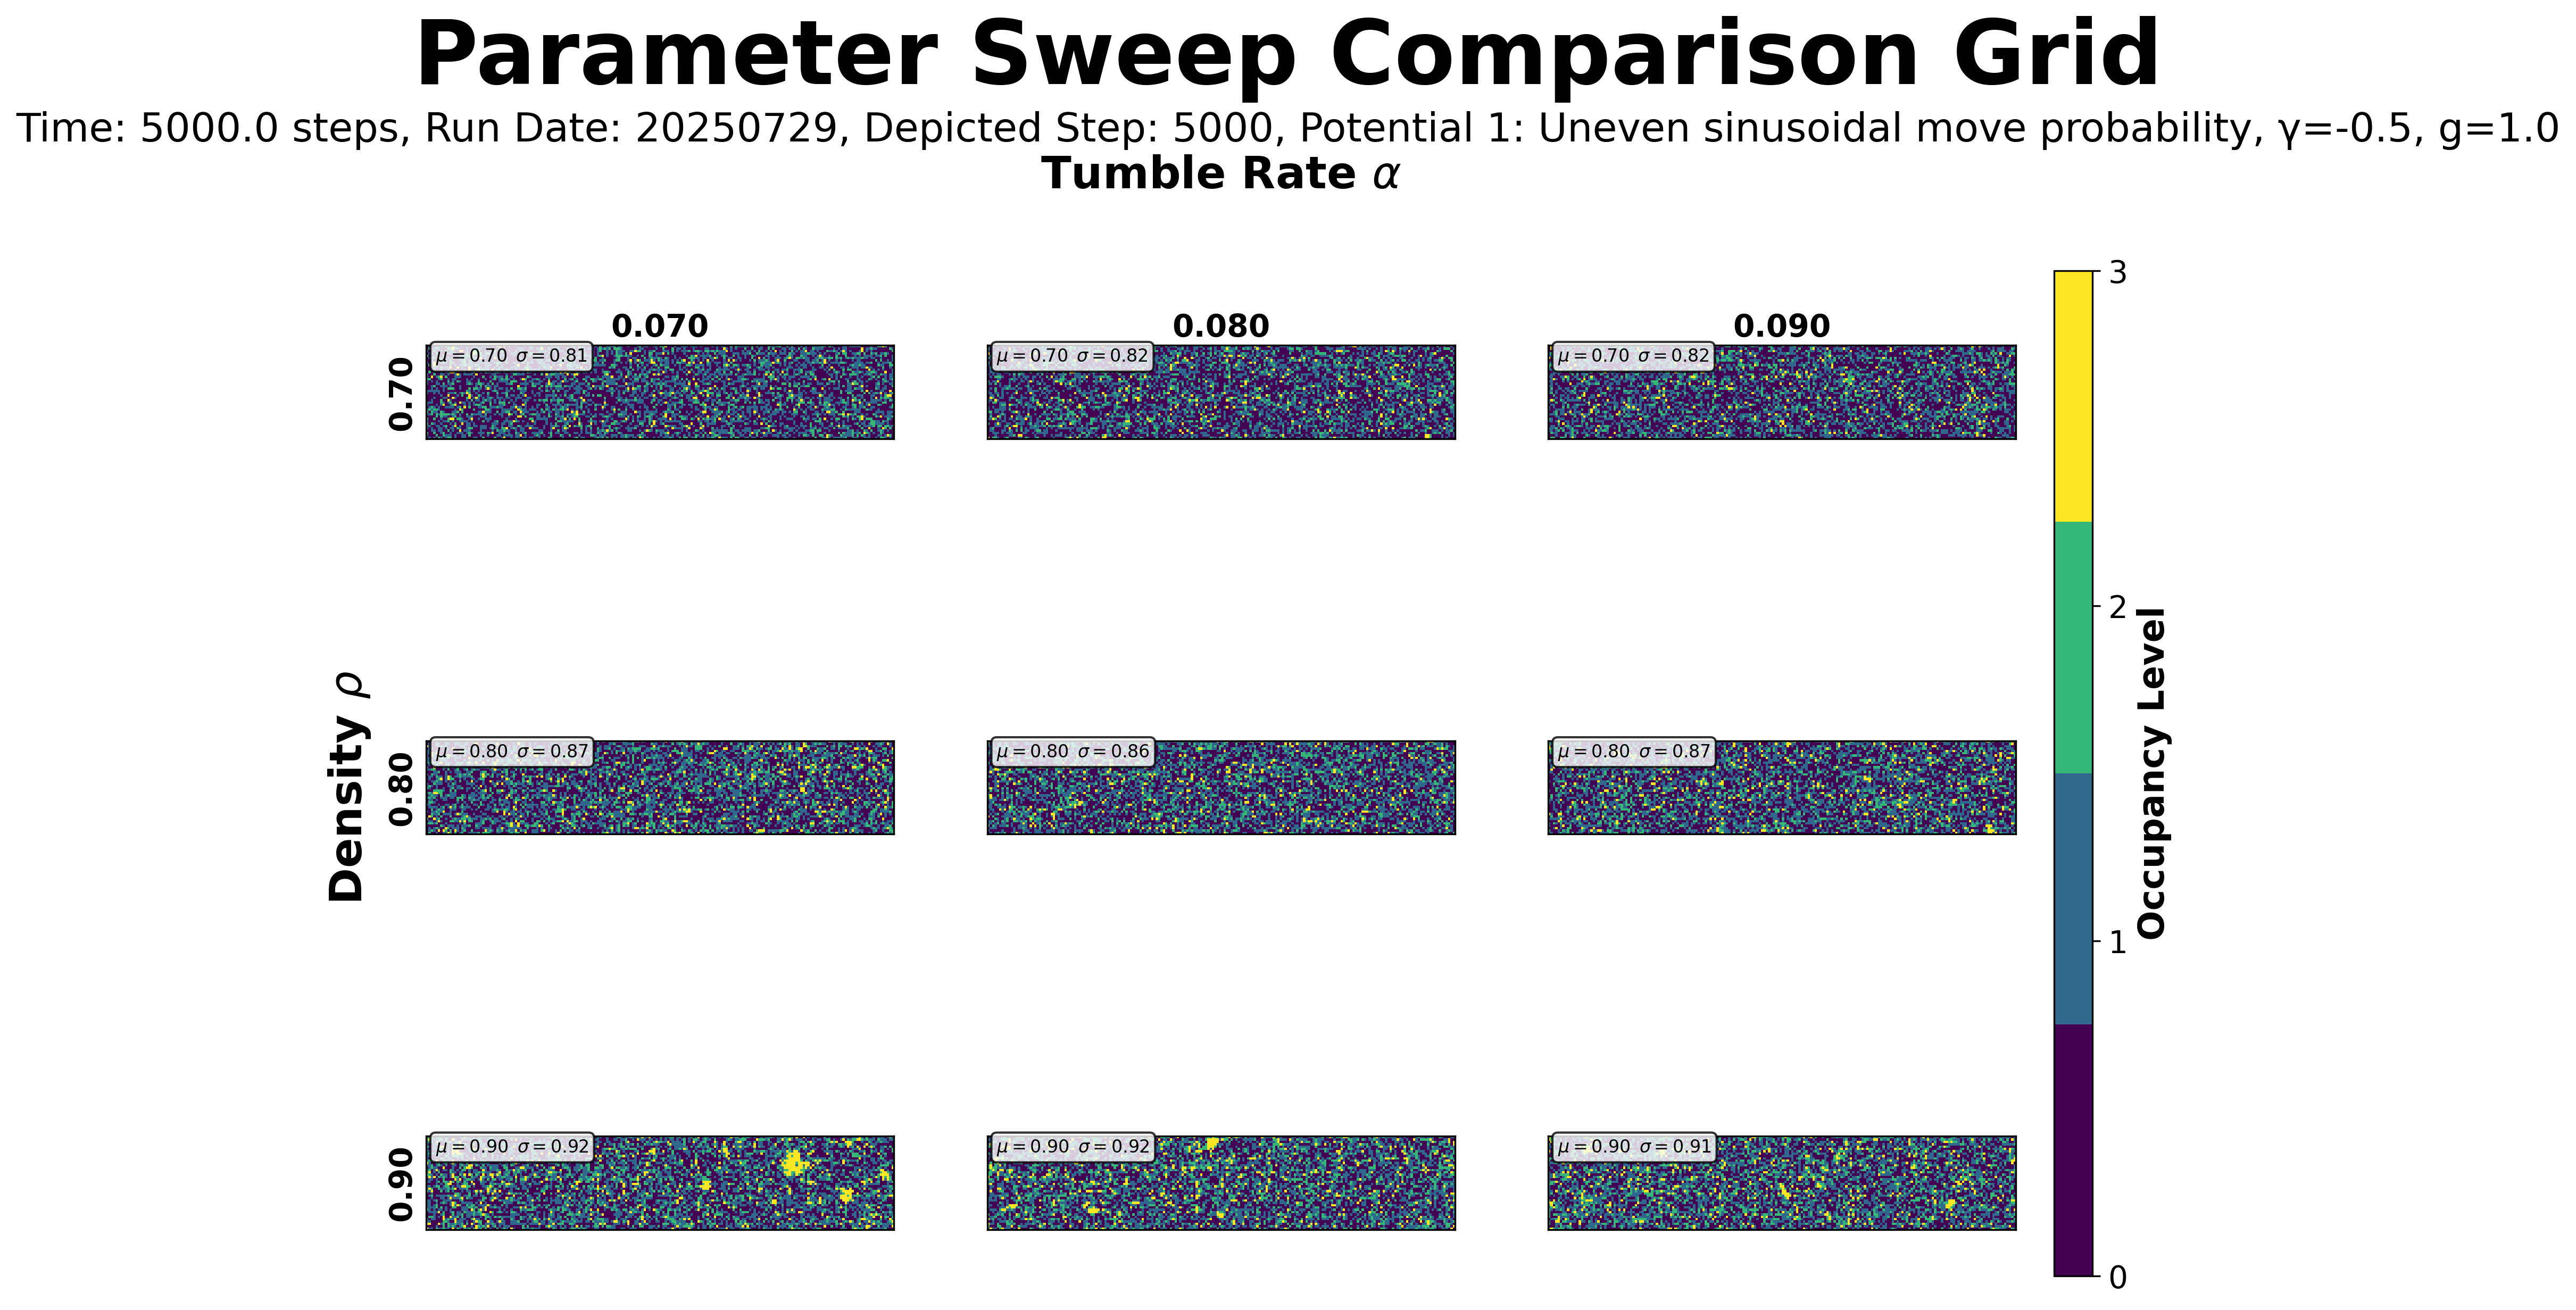 Parameter Sweep Comparison Grid
Time: 5000.0 steps, Run Date: 20250729, Depicted Step: 5000, Potential 1: Uneven sinusoidal move probability, γ=-0.5, g=1.0
Tumble Rate α
0.070 0.080 0.090
0.70
μ = 0.70 σ = 0.81
μ = 0.70 σ = 0.82
μ = 0.70 σ = 0.82
Density ρ
0.80
μ = 0.80 σ = 0.87
μ = 0.80 σ = 0.86
μ = 0.80 σ = 0.87
0.90
μ = 0.90 σ = 0.92
μ = 0.90 σ = 0.92
μ = 0.90 σ = 0.91
3
2
1
0
Occupancy Level